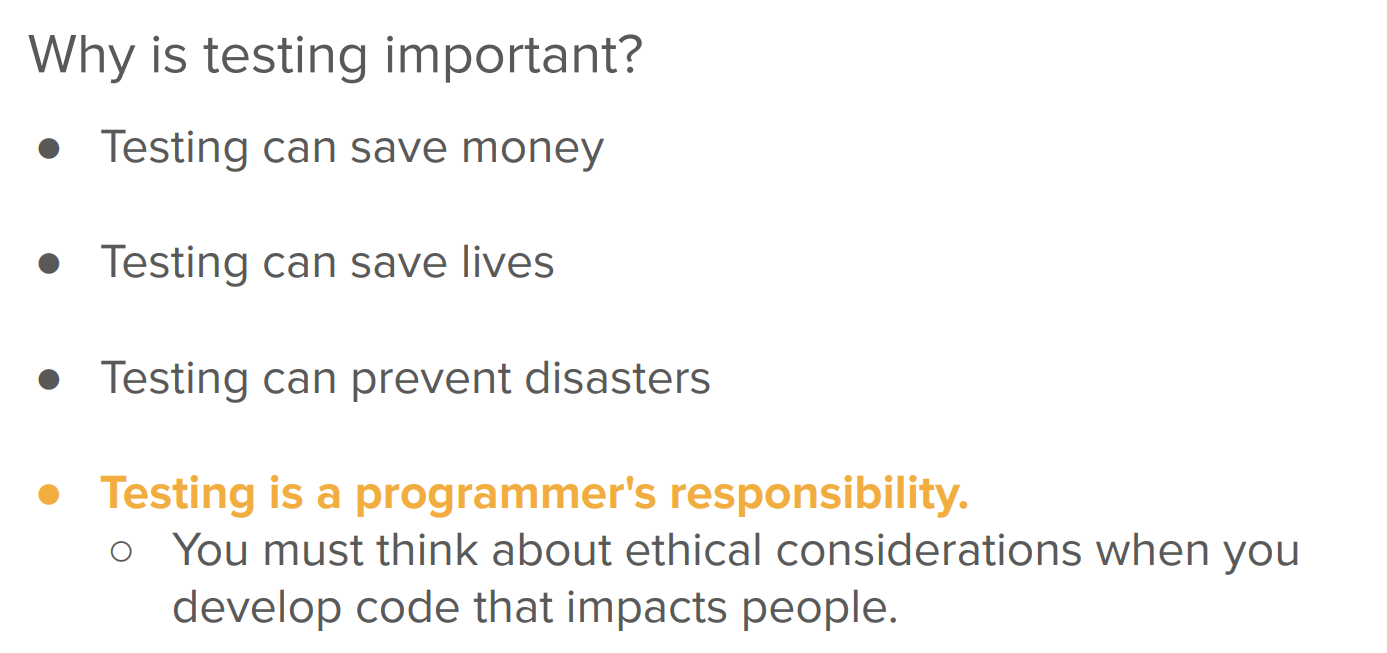 Why is testing important?
● Testing can save money
● Testing can save lives
● Testing can prevent disasters
● Testing is a programmer's responsibility.
○ You must think about ethical considerations when you
develop code that impacts people.